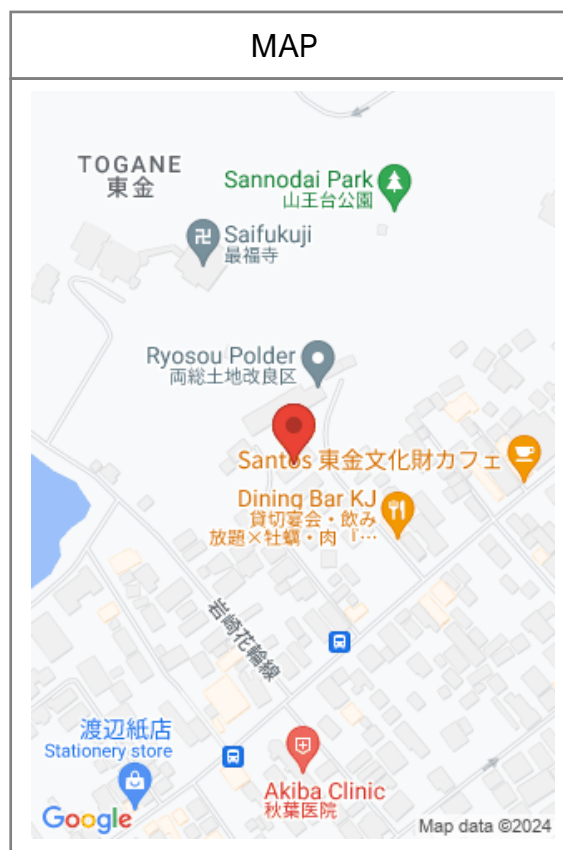 MAP
TOGANE
東金
Sannodai Park
山王台公園
Saifukuji
最福寺
Ryosou Polder
両総土地改良区
Santos 東金文化財カフェ
Dining Bar KJ
貸切宴会・飲み
放題×牡蠣・肉『…
岩崎花輪線
渡辺紙店
Stationery store
Akiba Clinic
秋葉医院
Google
Map data ©2024